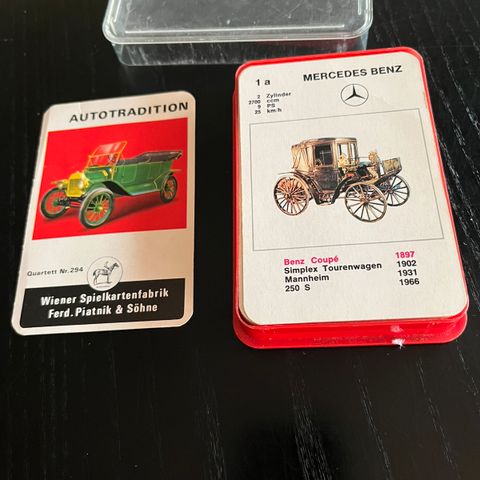 AUTOTRADITION
Quartett Nr. 294
Wiener Spielkartenfabrik
Ferd. Piatnik & Söhne
1 a
MERCEDES BENZ
2 Zylinder
2700 ccm
9 PS
25 km/h
Benz Coupé 1897
Simplex Tourenwagen 1902
Mannheim 1931
250 S 1966